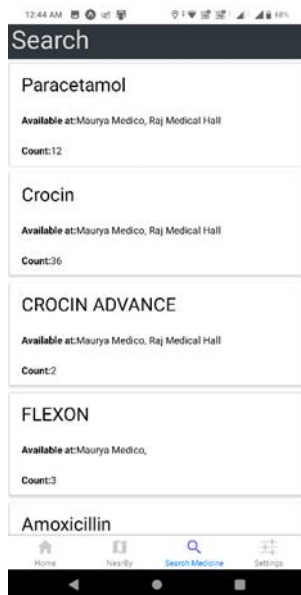 12:44 AM
68%
Search
Paracetamol
Available at:Maurya Medico, Raj Medical Hall
Count:12
Crocin
Available at:Maurya Medico, Raj Medical Hall
Count:36
CROCIN ADVANCE
Available at:Maurya Medico, Raj Medical Hall
Count:2
FLEXON
Available at:Maurya Medico,
Count:3
Amoxicillin
Home NearBy Search Medicine Settings